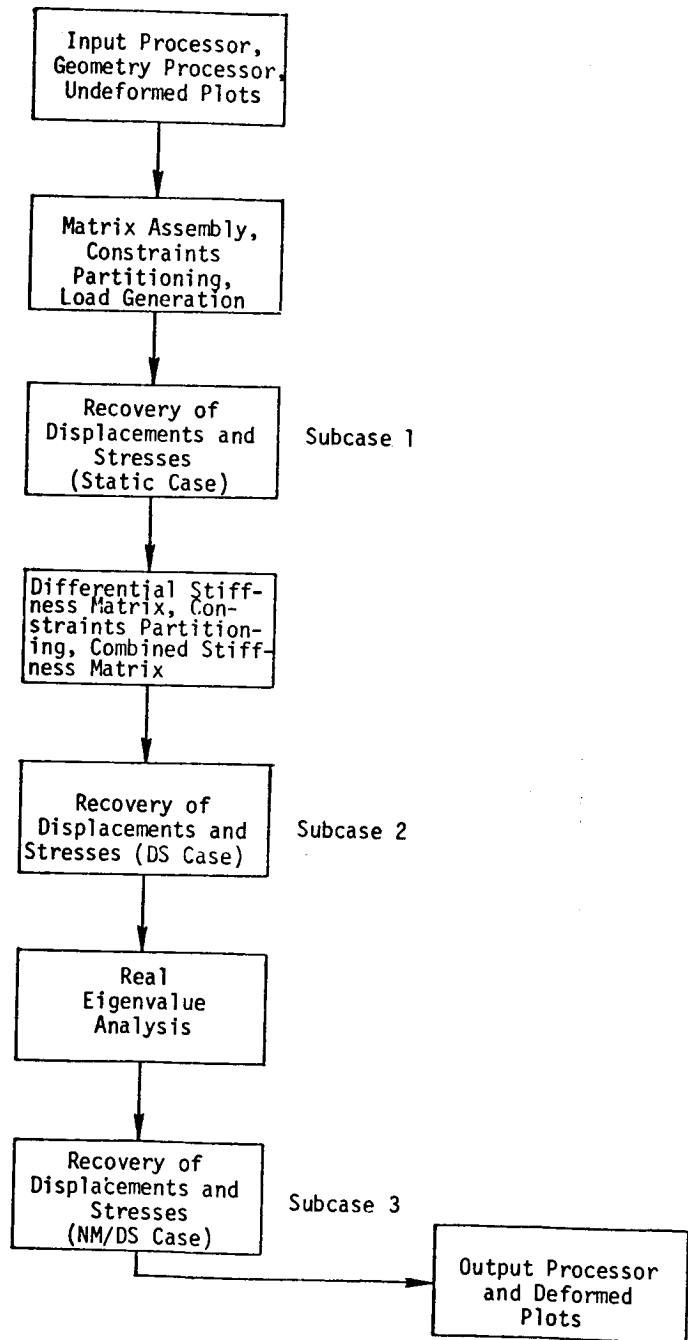 Input Processor,
Geometry Processor,
Undeformed Plots
Matrix Assembly,
Constraints
Partitioning,
Load Generation
Recovery of
Displacements and
Stresses
(Static Case)
Subcase 1
Differential Stiff-
ness Matrix, Con-
straints Partition-
ing, Combined Stiff-
ness Matrix
Recovery of
Displacements and
Stresses (DS Case)
Subcase 2
Real
Eigenvalue
Analysis
Recovery of
Displacements and
Stresses
(NM/DS Case)
Subcase 3
Output Processor
and Deformed
Plots